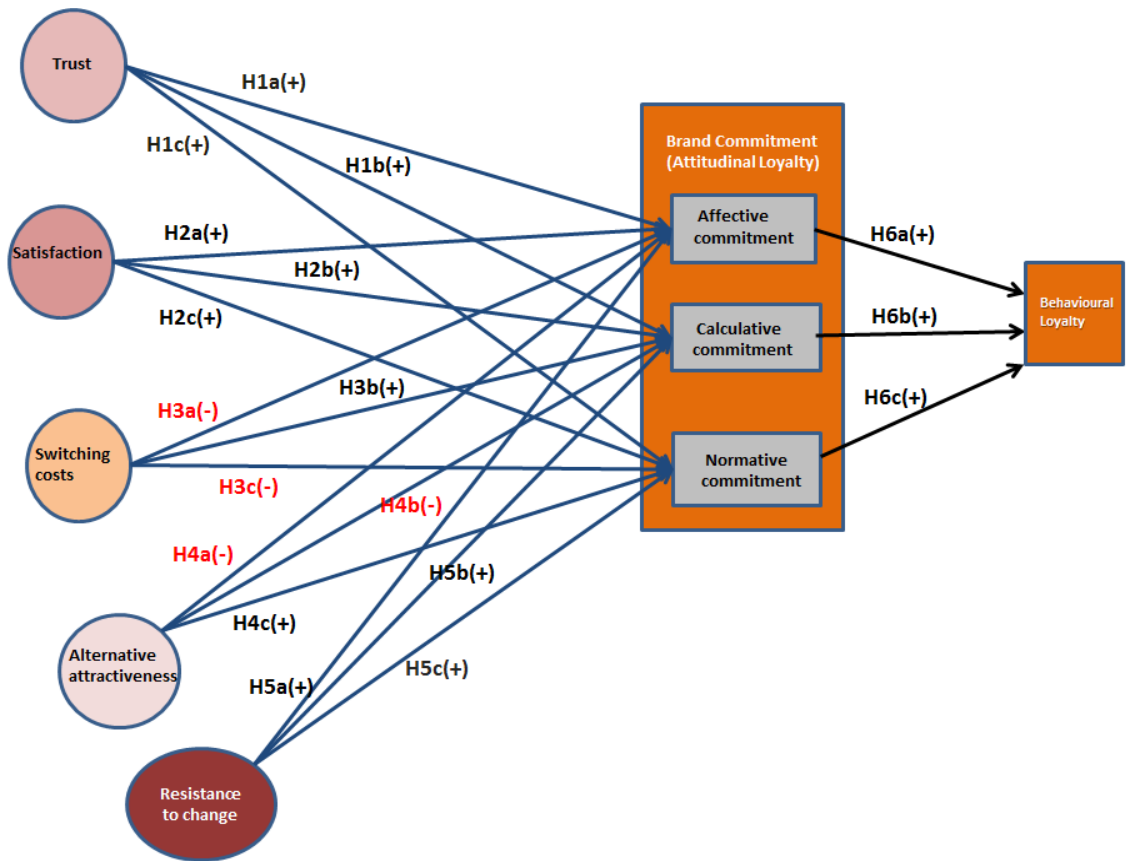 Trust
H1a(+)
H1c(+)
H1b(+)
Brand Commitment
(Attitudinal Loyalty)
Affective
commitment
H6a(+)
Satisfaction
H2a(+)
H2b(+)
H2c(+)
Calculative
commitment
H6b(+)
Behavioural
Loyalty
H3a(-)
H3b(+)
H6c(+)
Switching
costs
H3c(-)
Normative
commitment
H4b(-)
H4a(-)
H5b(+)
H4c(+)
Alternative
attractiveness
H5a(+)
H5c(+)
Resistance
to change